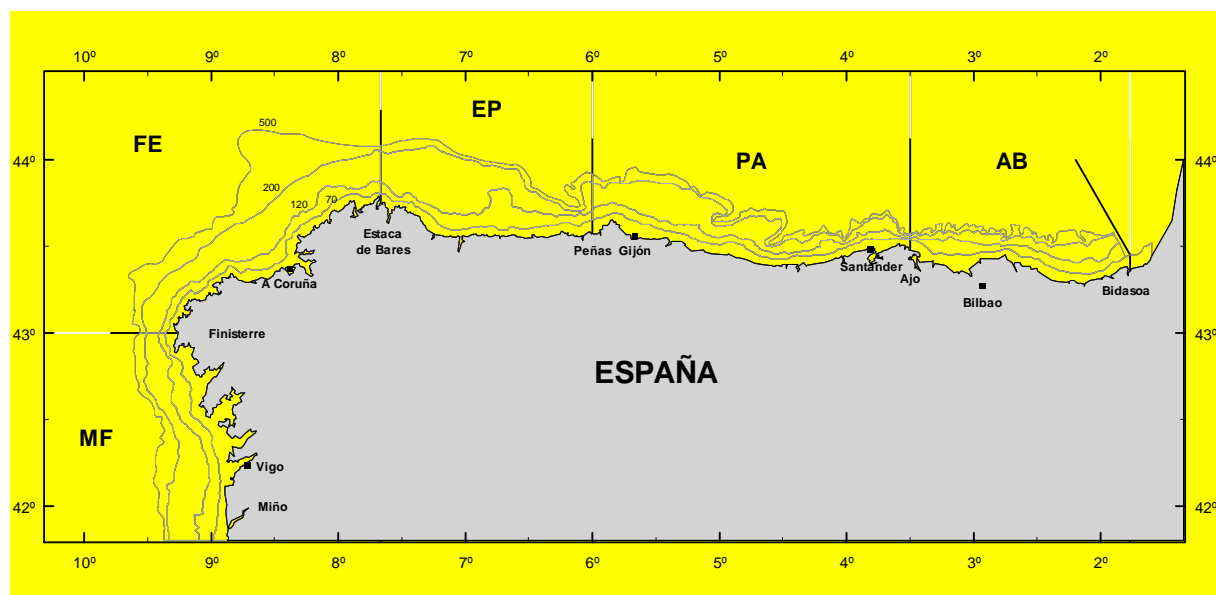 10º 9º 8º 7º 6º 5º 4º 3º 2º
EP
500
FE
44º
44º
PA
AB
200
120
70
Estaca
de Bares
Peñas Gijón
Santander
Ajo
A Coruña
Bidasoa
Bilbao
43º
Finisterre
43º
ESPAÑA
MF
Vigo
42º
Miño
42º
10º 9º 8º 7º 6º 5º 4º 3º 2º